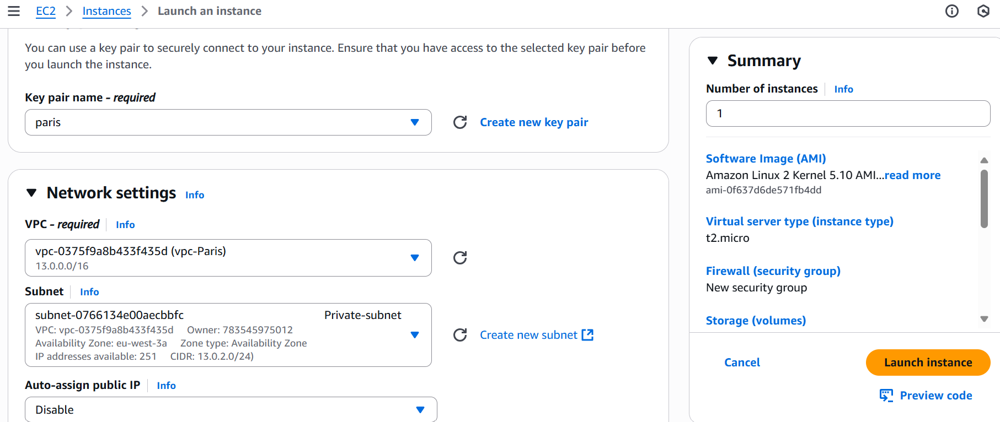 EC2 > Instances > Launch an instance
You can use a key pair to securely connect to your instance. Ensure that you have access to the selected key pair before
you launch the instance.
Key pair name - required
paris
Create new key pair
Network settings Info
VPC - required Info
vpc-0375f9a8b433f435d (vpc-Paris)
13.0.0.0/16
Subnet Info
subnet-0766134e00aecbbfc Private-subnet
VPC: vpc-0375f9a8b433f435d Owner: 783545975012
Availability Zone: eu-west-3a Zone type: Availability Zone
IP addresses available: 251 CIDR: 13.0.2.0/24)
Create new subnet
Auto-assign public IP Info
Disable
Summary
Number of instances Info
1
Software Image (AMI)
Amazon Linux 2 Kernel 5.10 AMI...read more
ami-0f637d6de571fb4dd
Virtual server type (instance type)
t2.micro
Firewall (security group)
New security group
Storage (volumes)
Cancel
Launch instance
Preview code